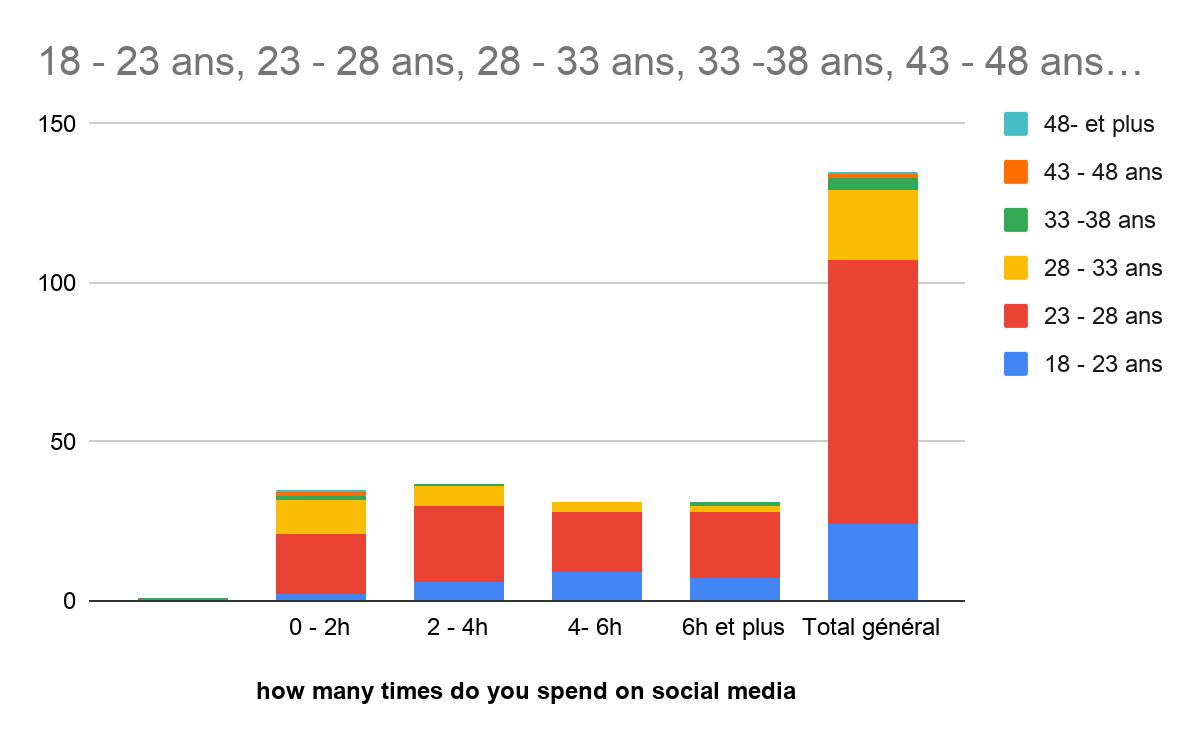 18 - 23 ans, 23 - 28 ans, 28 - 33 ans, 33 -38 ans, 43 - 48 ans…
150
100
50
0
48- et plus
43 - 48 ans
33 -38 ans
28 - 33 ans
23 - 28 ans
18 - 23 ans
0 - 2h
2 - 4h
4- 6h
6h et plus
Total général
how many times do you spend on social media